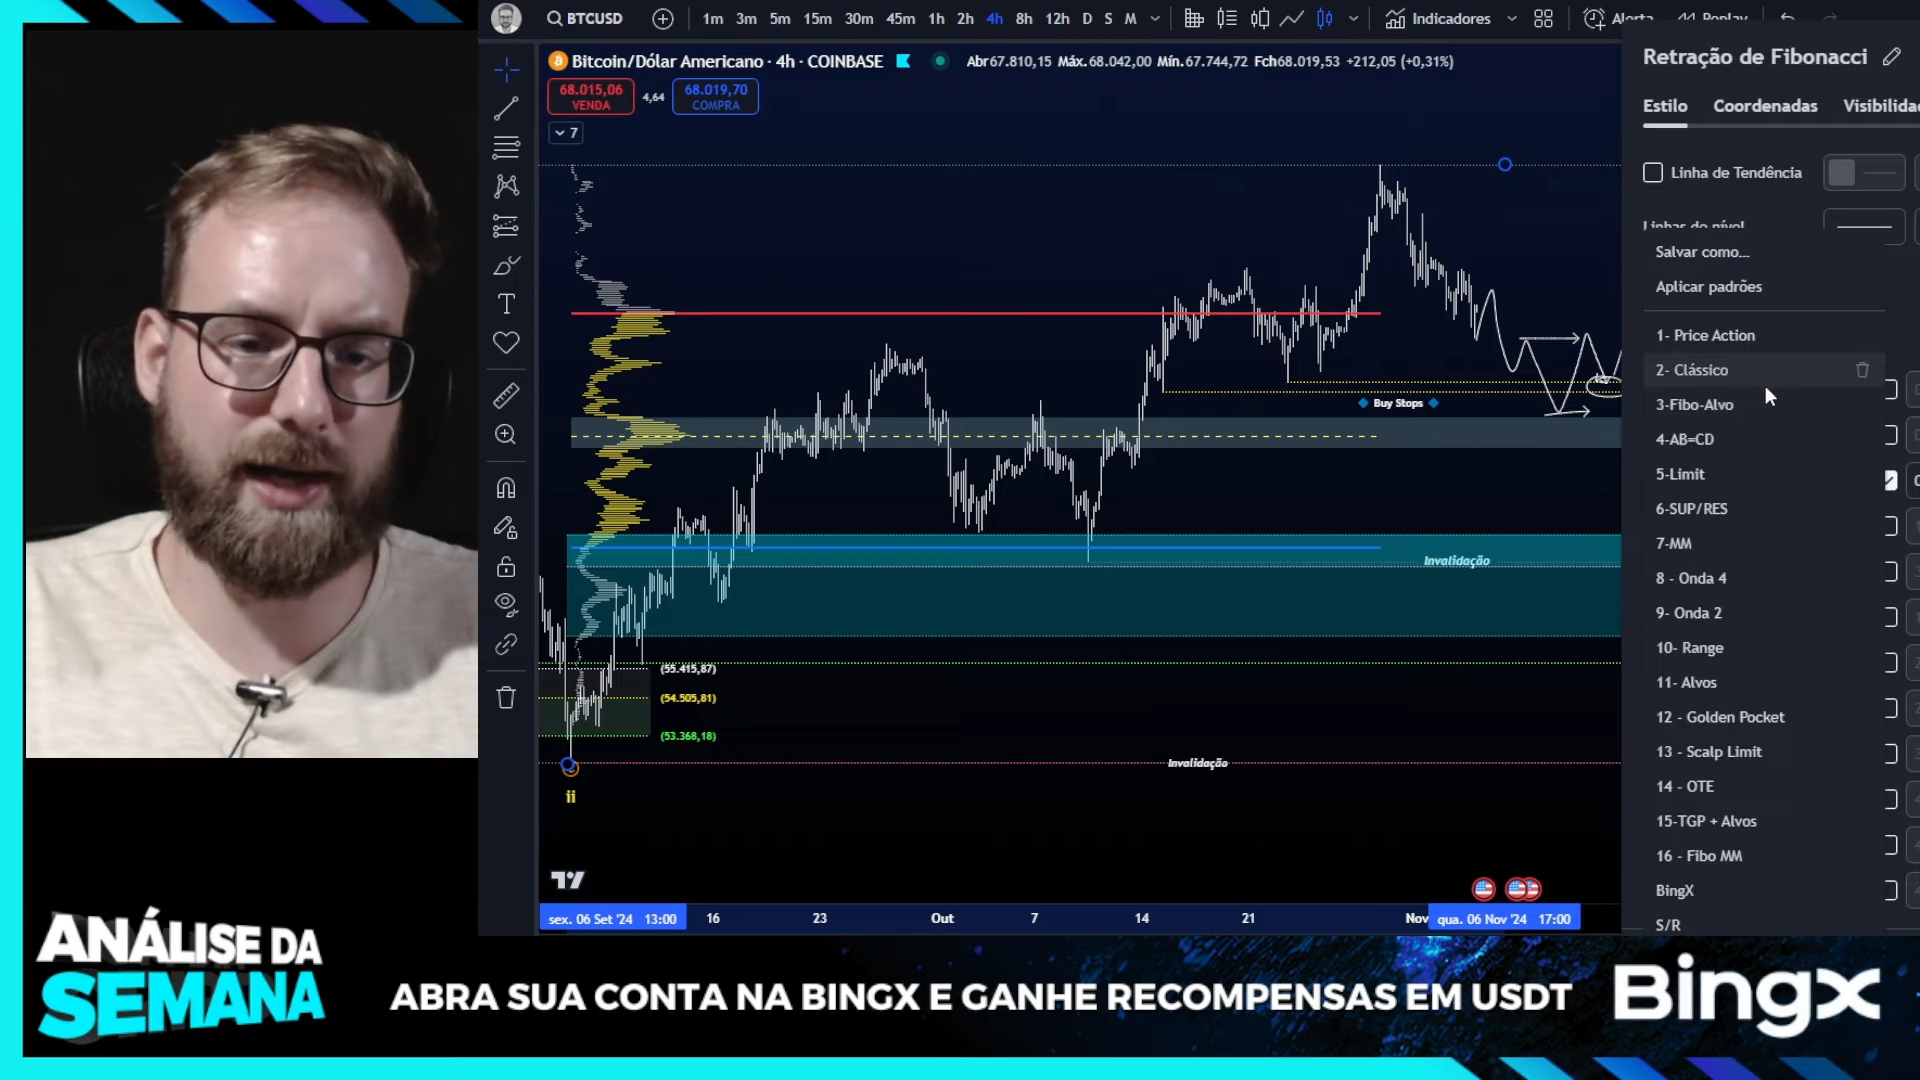 BTCUSD
1m 3m 5m 15m 30m 45m 1h 2h 4h 8h 12h D S M
Indicadores
Alerta
Replay
Bitcoin/Dólar Americano · 4h · COINBASE
Abr67.810,15 Máx.68.042,00 Mín.67.744,72 Fch68.019,53 +212,05 (+0,31%)
68.015,06
VENDA
4,64
68.019,70
COMPRA
7
Buy Stops
Invalidação
(55.415,87)
(54.505,81)
(53.368,18)
Invalidação
ii
sex. 06 Set '24 13:00
16
23
Out
7
14
21
Nov
qua. 06 Nov '24 17:00
Retração de Fibonacci
Estilo
Coordenadas
Visibilidad
Linha de Tendência
Linhas de nível
Salvar como...
Aplicar padrões
1- Price Action
2- Clássico
3-Fibo-Alvo
4-AB=CD
5-Limit
6-SUP/RES
7-MM
8 - Onda 4
9- Onda 2
10- Range
11- Alvos
12 - Golden Pocket
13 - Scalp Limit
14 - OTE
15-TGP + Alvos
16 - Fibo MM
BingX
S/R
ANÁLISE DA
SEMANA
ABRA SUA CONTA NA BINGX E GANHE RECOMPENSAS EM USDT
BingX